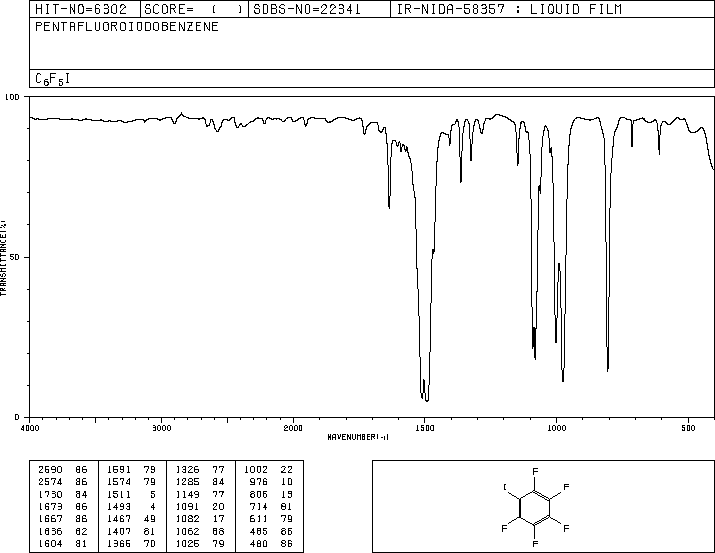 HIT-NO=6302 SCORE= ( ) SDBS-NO=22341 IR-NIDA-58357 : LIQUID FILM
PENTAFLUOROIODOBENZENE
C6F5I
100
TRANSMITTANCE(%)
50
0
4000 3000 2000 1500 1000 500
WAVENUMBER(-1)
2690 86 1591 79 1326 77 1002 22
2574 86 1574 79 1285 84 976 10
1730 84 1511 5 1149 77 806 13
1673 86 1493 4 1091 20 714 81
1667 86 1467 49 1082 17 611 79
1636 62 1407 81 1062 68 485 86
1604 81 1366 70 1025 79 480 86
I F
F
F F
F